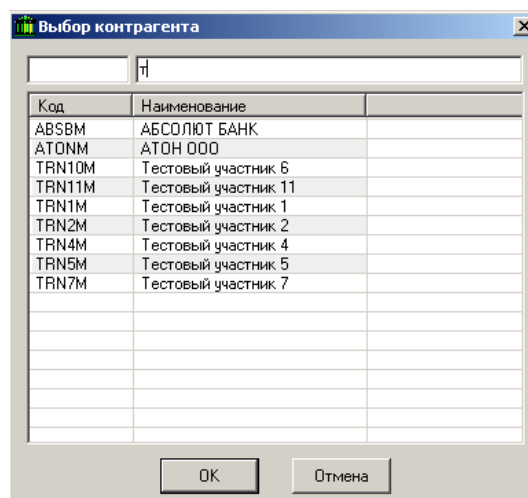 Выбор контрагента
т
Код Наименование
ABSBM АБСОЛЮТ БАНК
ATONM АТОН ООО
TRN10M Тестовый участник 6
TRN11M Тестовый участник 11
TRN1M Тестовый участник 1
TRN2M Тестовый участник 2
TRN4M Тестовый участник 4
TRN5M Тестовый участник 5
TRN7M Тестовый участник 7
OK Отмена